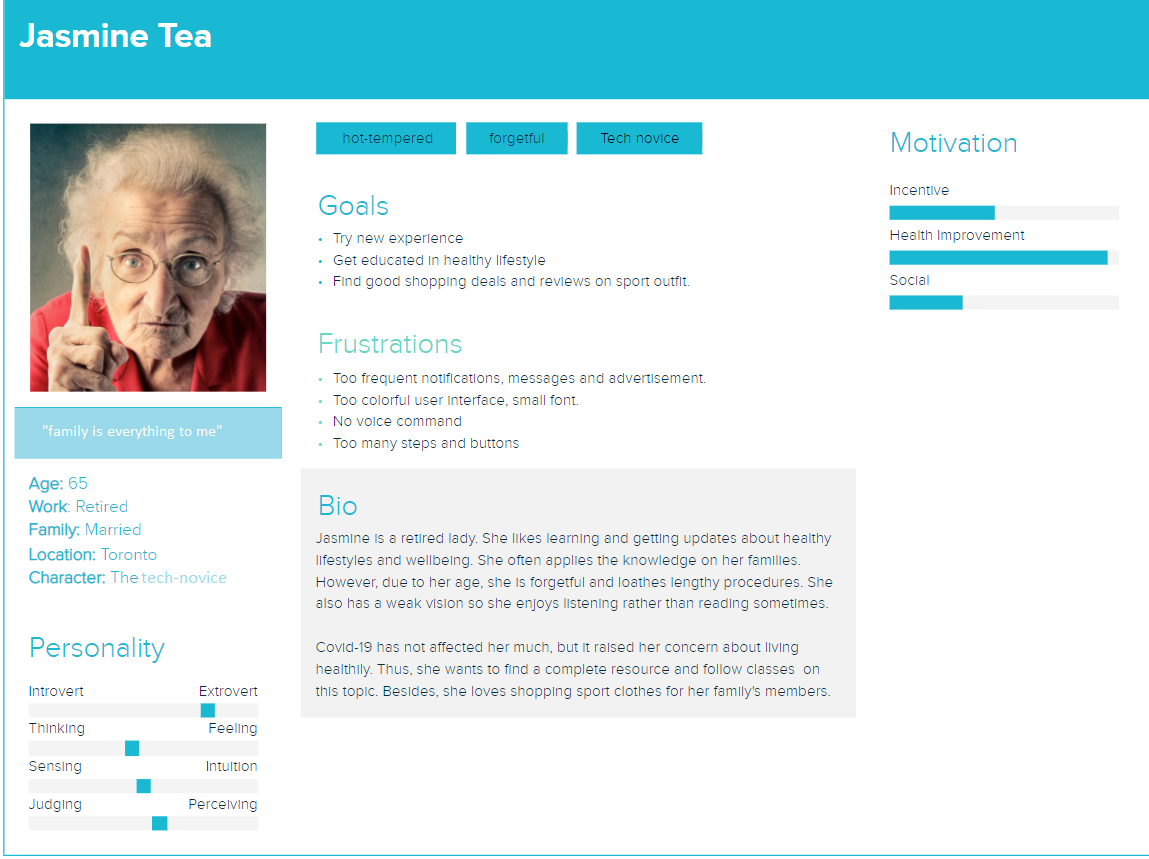 Jasmine Tea
hot-tempered
forgetful
Tech novice
Goals
• Try new experience
• Get educated in healthy lifestyle
• Find good shopping deals and reviews on sport outfit.
Frustrations
• Too frequent notifications, messages and advertisement.
• Too colorful user interface, small font.
• No voice command
• Too many steps and buttons
"family is everything to me"
Age: 65
Work: Retired
Family: Married
Location: Toronto
Character: The tech-novice
Personality
Introvert Extrovert
Thinking Feeling
Sensing Intuition
Judging Perceiving
Bio
Jasmine is a retired lady. She likes learning and getting updates about healthy
lifestyles and wellbeing. She often applies the knowledge on her families.
However, due to her age, she is forgetful and loathes lengthy procedures. She
also has a weak vision so she enjoys listening rather than reading sometimes.
Covid-19 has not affected her much, but it raised her concern about living
healthily. Thus, she wants to find a complete resource and follow classes  on
this topic. Besides, she loves shopping sport clothes for her family's members.
Motivation
Incentive
Health Improvement
Social